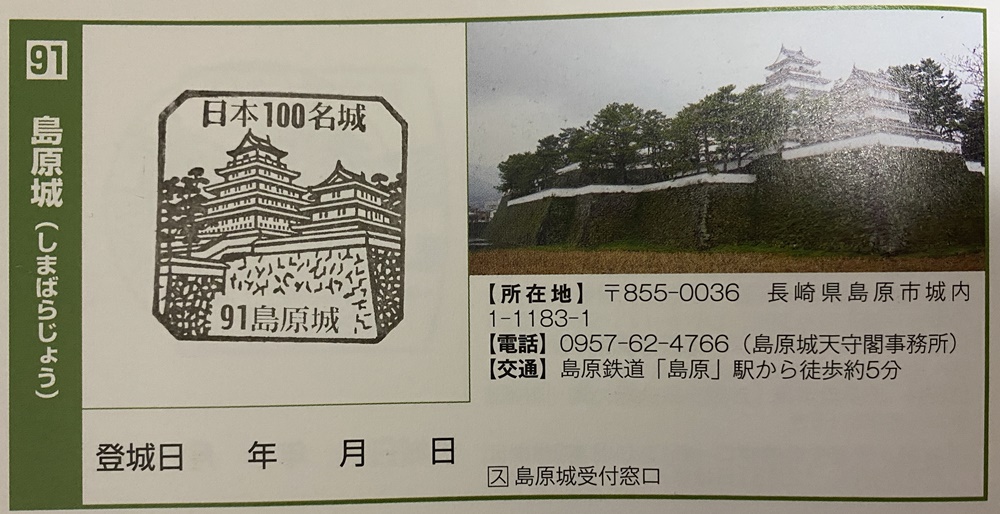 91
島原城（しまばらじょう）
日本100名城
91島原城
登城日 年 月 日
【所在地】 〒855-0036 長崎県島原市城内
1-1183-1
【電話】 0957-62-4766（島原城天守閣事務所）
【交通】 島原鉄道「島原」駅から徒歩約5分
ス 島原城受付窓口